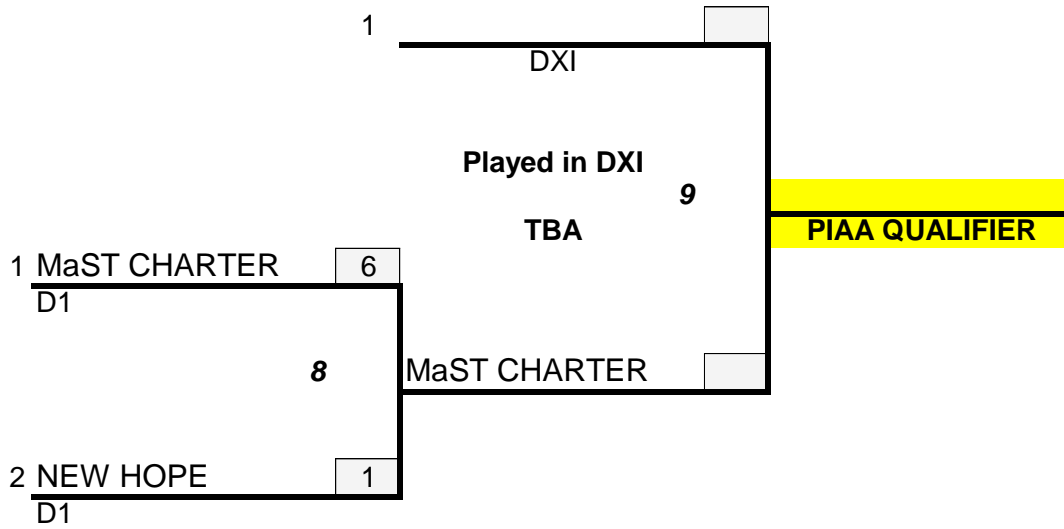 1
DXI
Played in DXI
9
TBA
PIAA QUALIFIER
1 MaST CHARTER 6
D1
8 MaST CHARTER
2 NEW HOPE 1
D1